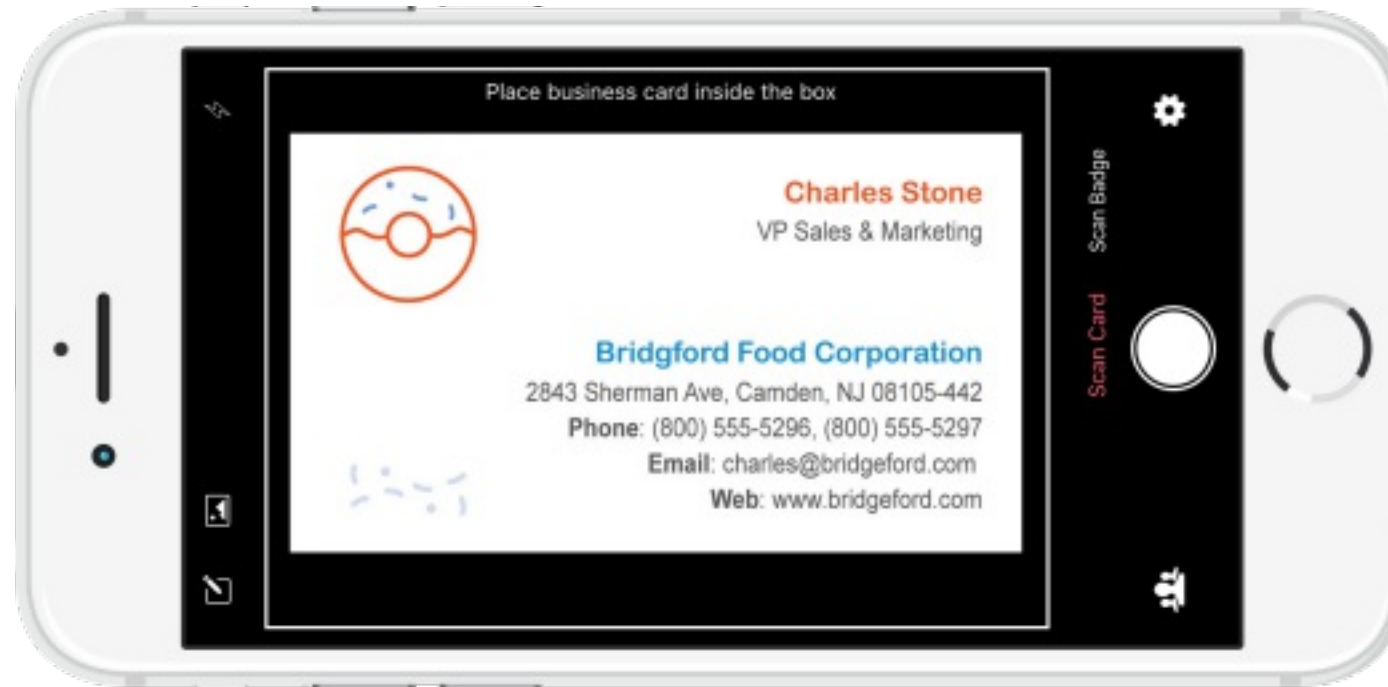 Place business card inside the box
Charles Stone
VP Sales & Marketing
Bridgford Food Corporation
2843 Sherman Ave, Camden, NJ 08105-442
Phone: (800) 555-5296, (800) 555-5297
Email: charles@bridgeford.com
Web: www.bridgeford.com
Scan Badge
Scan Card